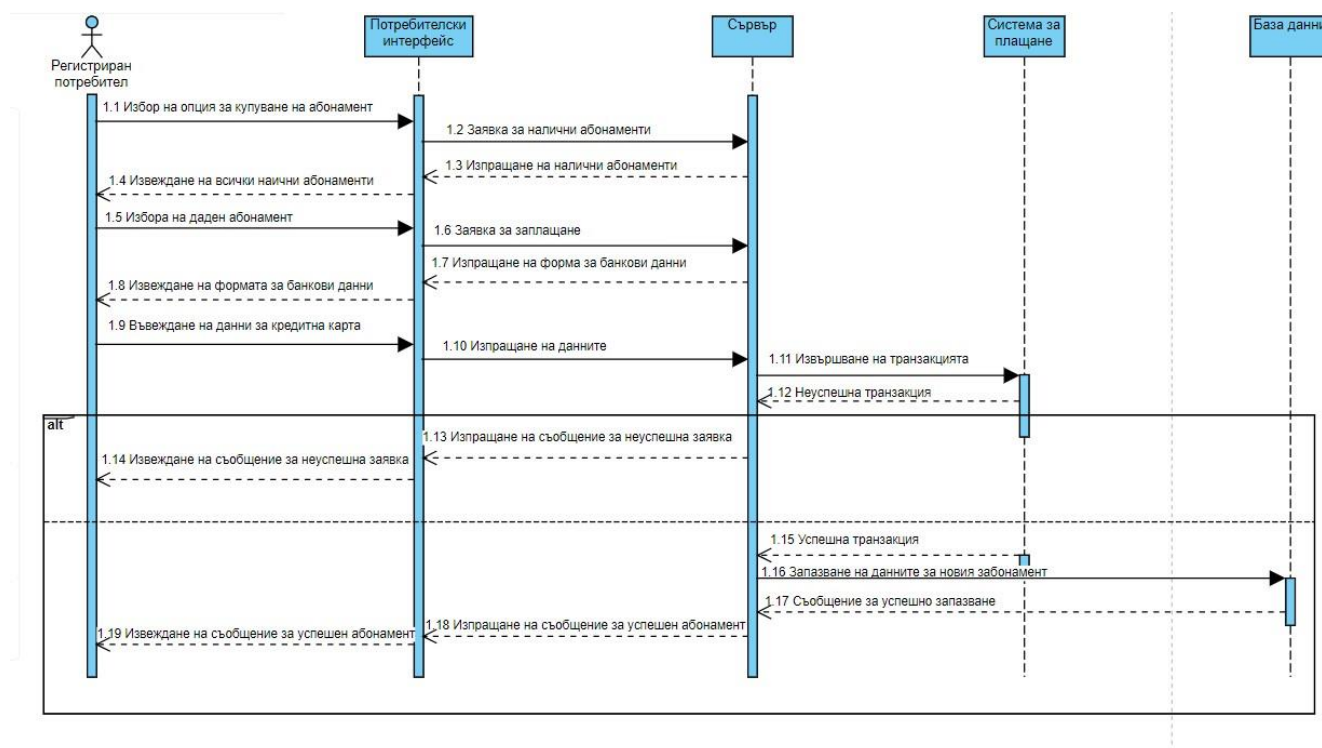 Регистриран
потребител
Потребителски
интерфейс
Сървър
Система за
плащане
База данни
1.1 Избор на опция за купуване на абонамент
1.2 Заявка за налични абонаменти
1.3 Изпращане на налични абонаменти
1.4 Извеждане на всички наични абонаменти
1.5 Избора на даден абонамент
1.6 Заявка за заплащане
1.7 Изпращане на форма за банкови данни
1.8 Извеждане на формата за банкови данни
1.9 Въвеждане на данни за кредитна карта
1.10 Изпращане на данните
1.11 Извършване на транзакцията
1.12 Неуспешна транзакция
alt
1.13 Изпращане на съобщение за неуспешна заявка
1.14 Извеждане на съобщение за неуспешна заявка
1.15 Успешна транзакция
1.16 Запазване на данните за новия забонамент
1.17 Съобщение за успешно запазване
1.18 Изпращане на съобщение за успешен абонамент
1.19 Извеждане на съобщение за успешен абонамент